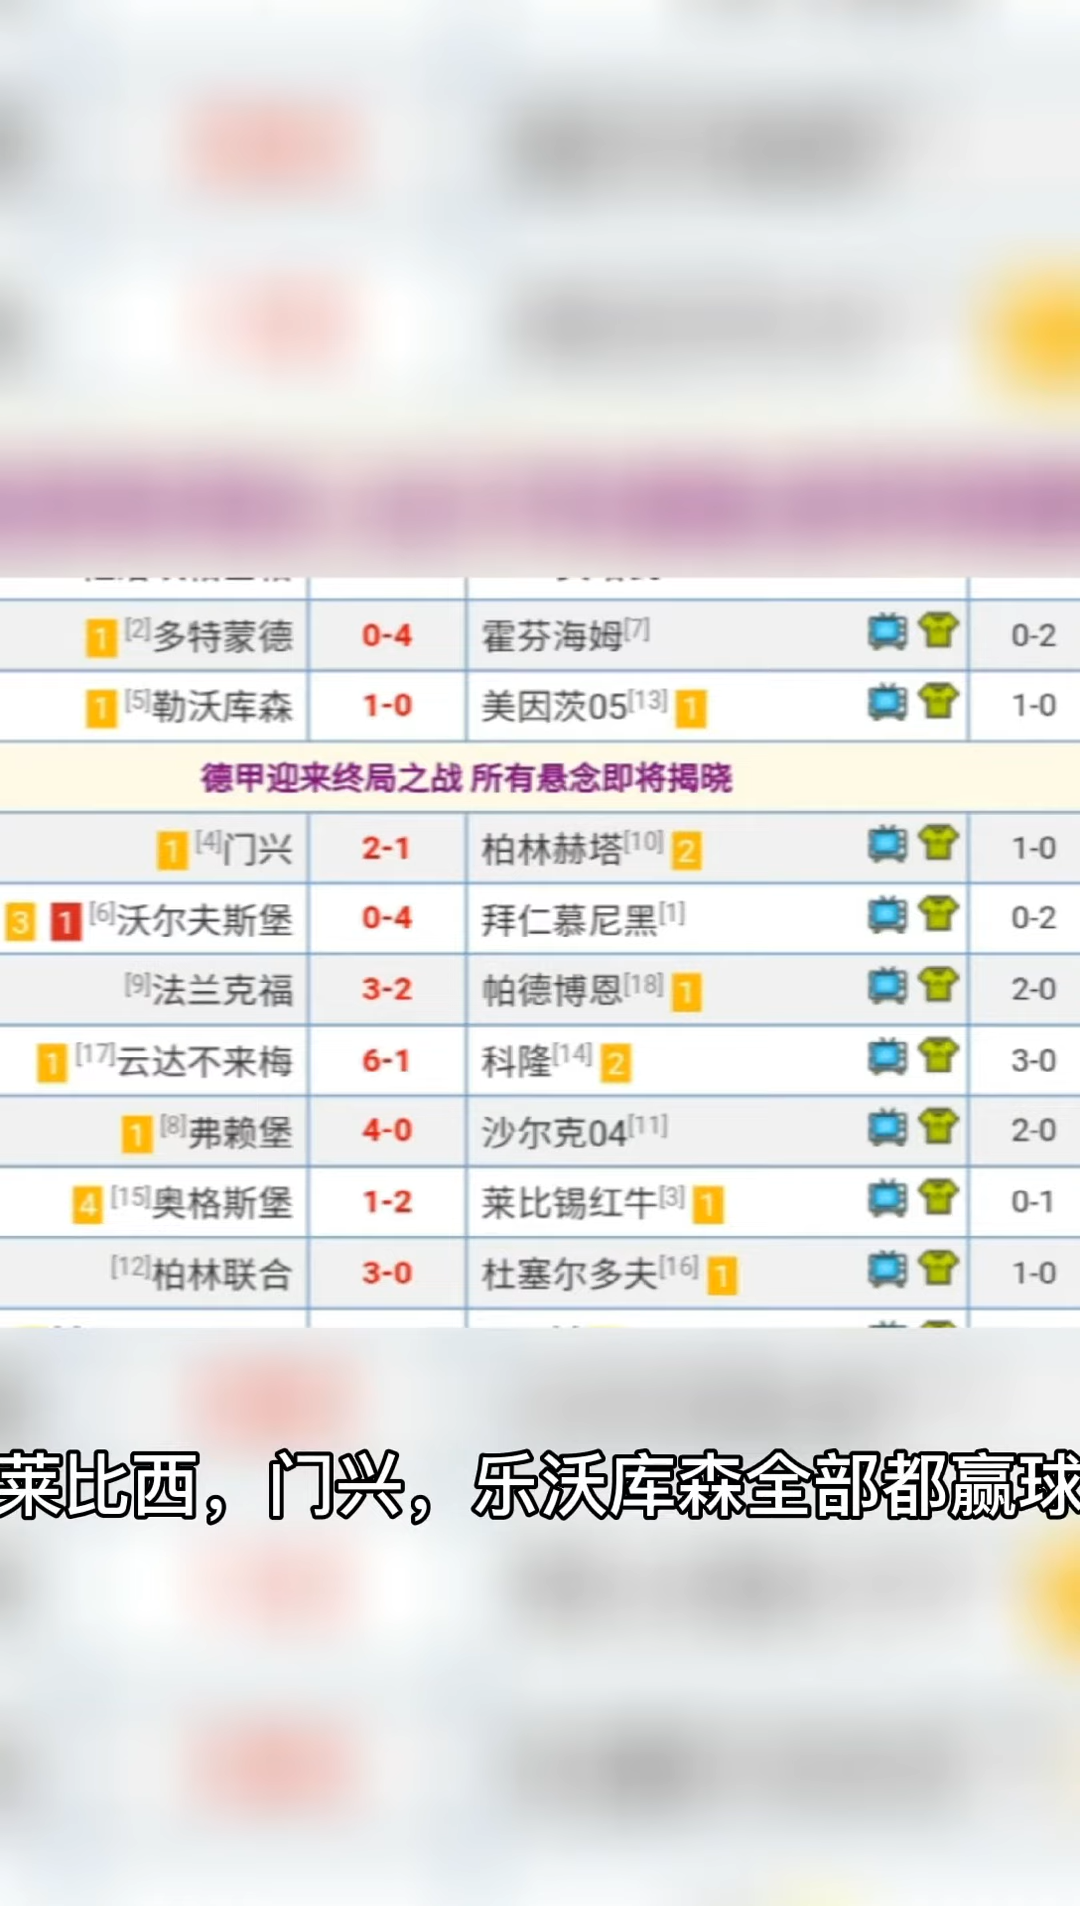 1 [2]多特蒙德 0-4 霍芬海姆[7] 0-2
1 [5]勒沃库森 1-0 美因茨05[13] 1 1-0
德甲迎来终局之战 所有悬念即将揭晓
1 [4]门兴 2-1 柏林赫塔[10] 2 1-0
3 1 [6]沃尔夫斯堡 0-4 拜仁慕尼黑[1] 0-2
[9]法兰克福 3-2 帕德博恩[18] 1 2-0
1 [17]云达不来梅 6-1 科隆[14] 2 3-0
1 [8]弗赖堡 4-0 沙尔克04[11] 2-0
4 [15]奥格斯堡 1-2 莱比锡红牛[3] 1 0-1
[12]柏林联合 3-0 杜塞尔多夫[16] 1 1-0
莱比西，门兴，乐沃库森全部都赢球